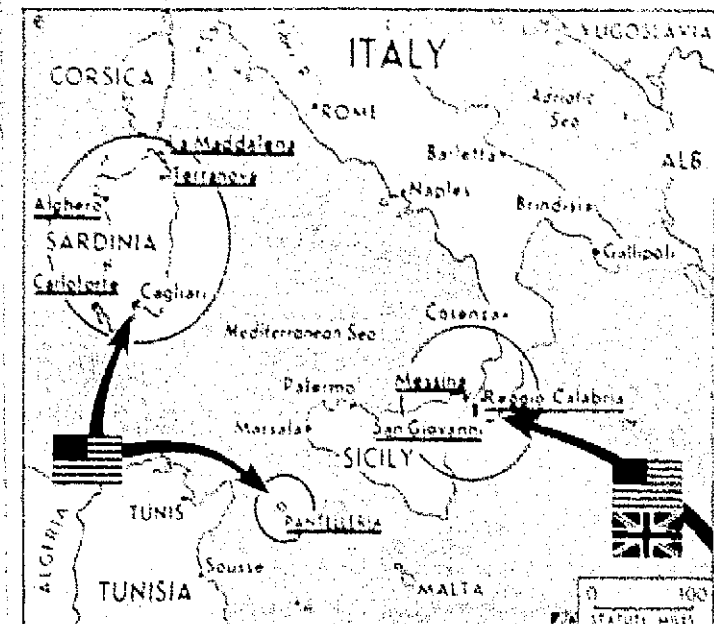 ITALY
YUGOSLAVIA
CORSICA
ROME
Adriatic
Sea
La Maddalena
Terranova
Barletta
ALB.
Alghero
Naples
Brindisi
SARDINIA
Gallipoli
Carloforte
Cagliari
Mediterranean Sea
Cosenza
Palermo
Messina
Reggio Calabria
Marsala
San Giovanni
SICILY
TUNIS
PANTELLERIA
ALGERIA
Sousse
TUNISIA
MALTA
0 100
STATUTE MILES